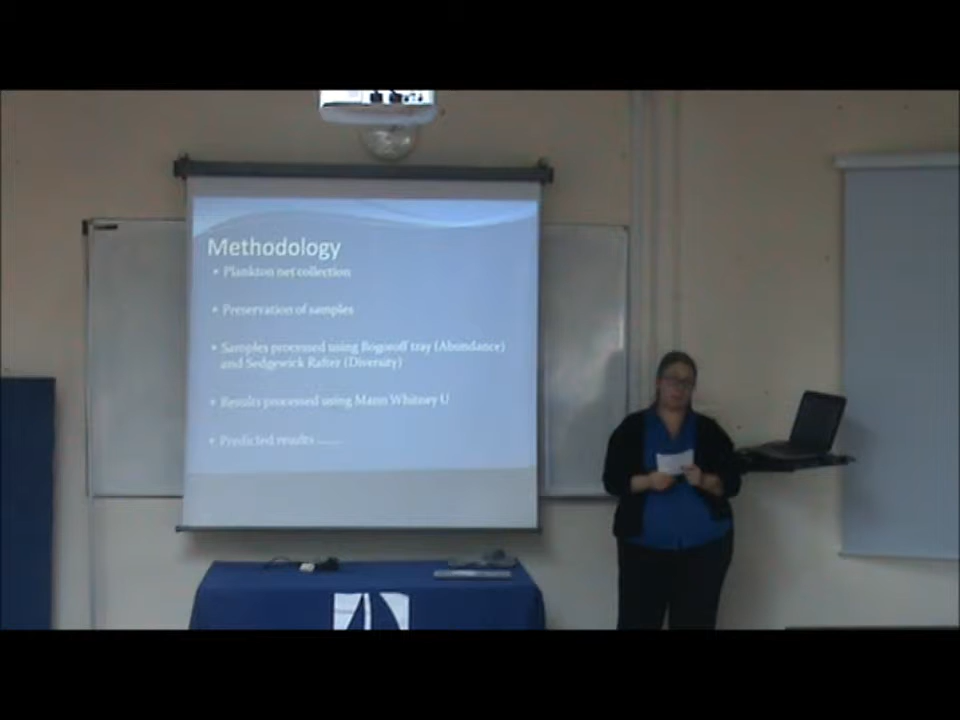 Methodology
• Plankton net collection
• Preservation of samples
• Samples processed using Bogoroff tray (Abundance)
and Sedgewick Rafter (Diversity)
• Results processed using Mann Whitney U
• Predicted results ......